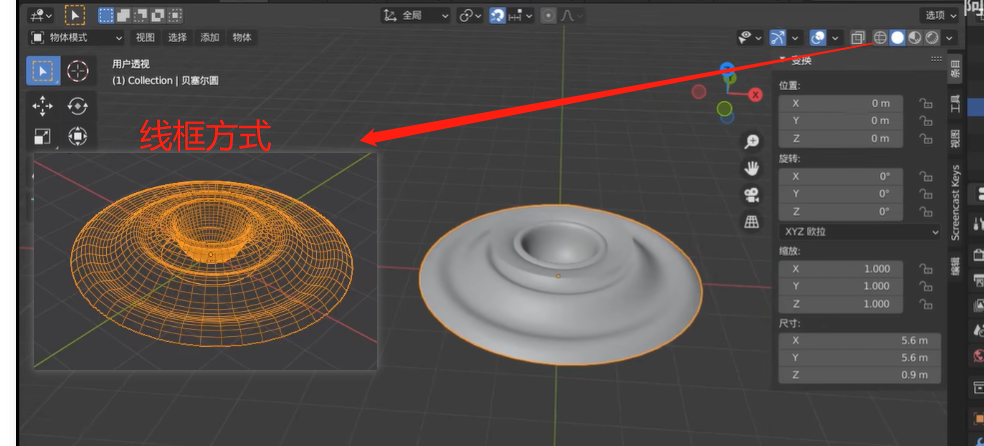 阿
全局
选项
物体模式 视图 选择 添加 物体
用户透视
(1) Collection | 贝塞尔圆
线框方式
变换
位置:
X 0 m
Y 0 m
Z 0 m
旋转:
X 0°
Y 0°
Z 0°
XYZ 欧拉
缩放:
X 1.000
Y 1.000
Z 1.000
尺寸:
X 5.6 m
Y 5.6 m
Z 0.9 m
X
条目
工具
视图
Screencast Keys
编辑